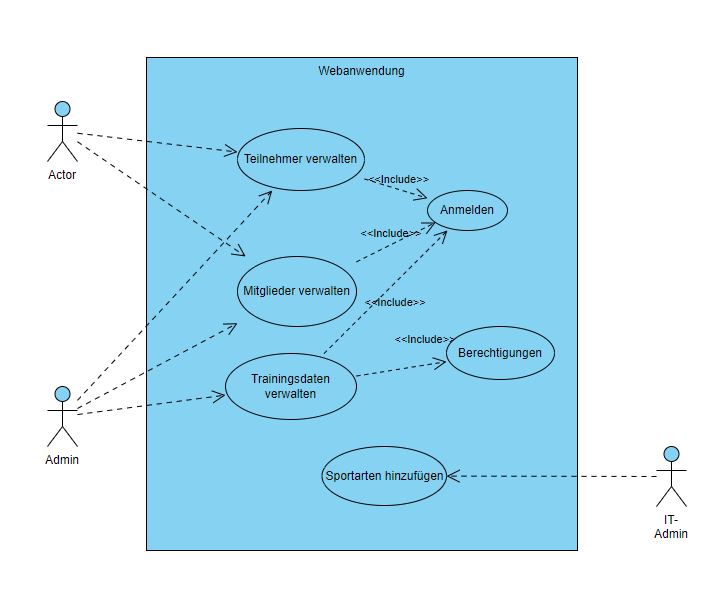 Webanwendung
Actor
Teilnehmer verwalten
<<Include>>
Anmelden
<<Include>>
Mitglieder verwalten
<<Include>>
<<Include>>
Berechtigungen
Trainingsdaten
verwalten
Admin
Sportarten hinzufügen
IT-
Admin